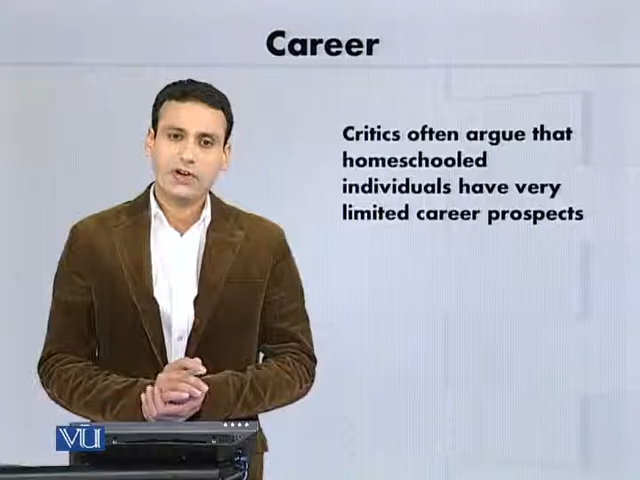 Career
Critics often argue that
homeschooled
individuals have very
limited career prospects
VU